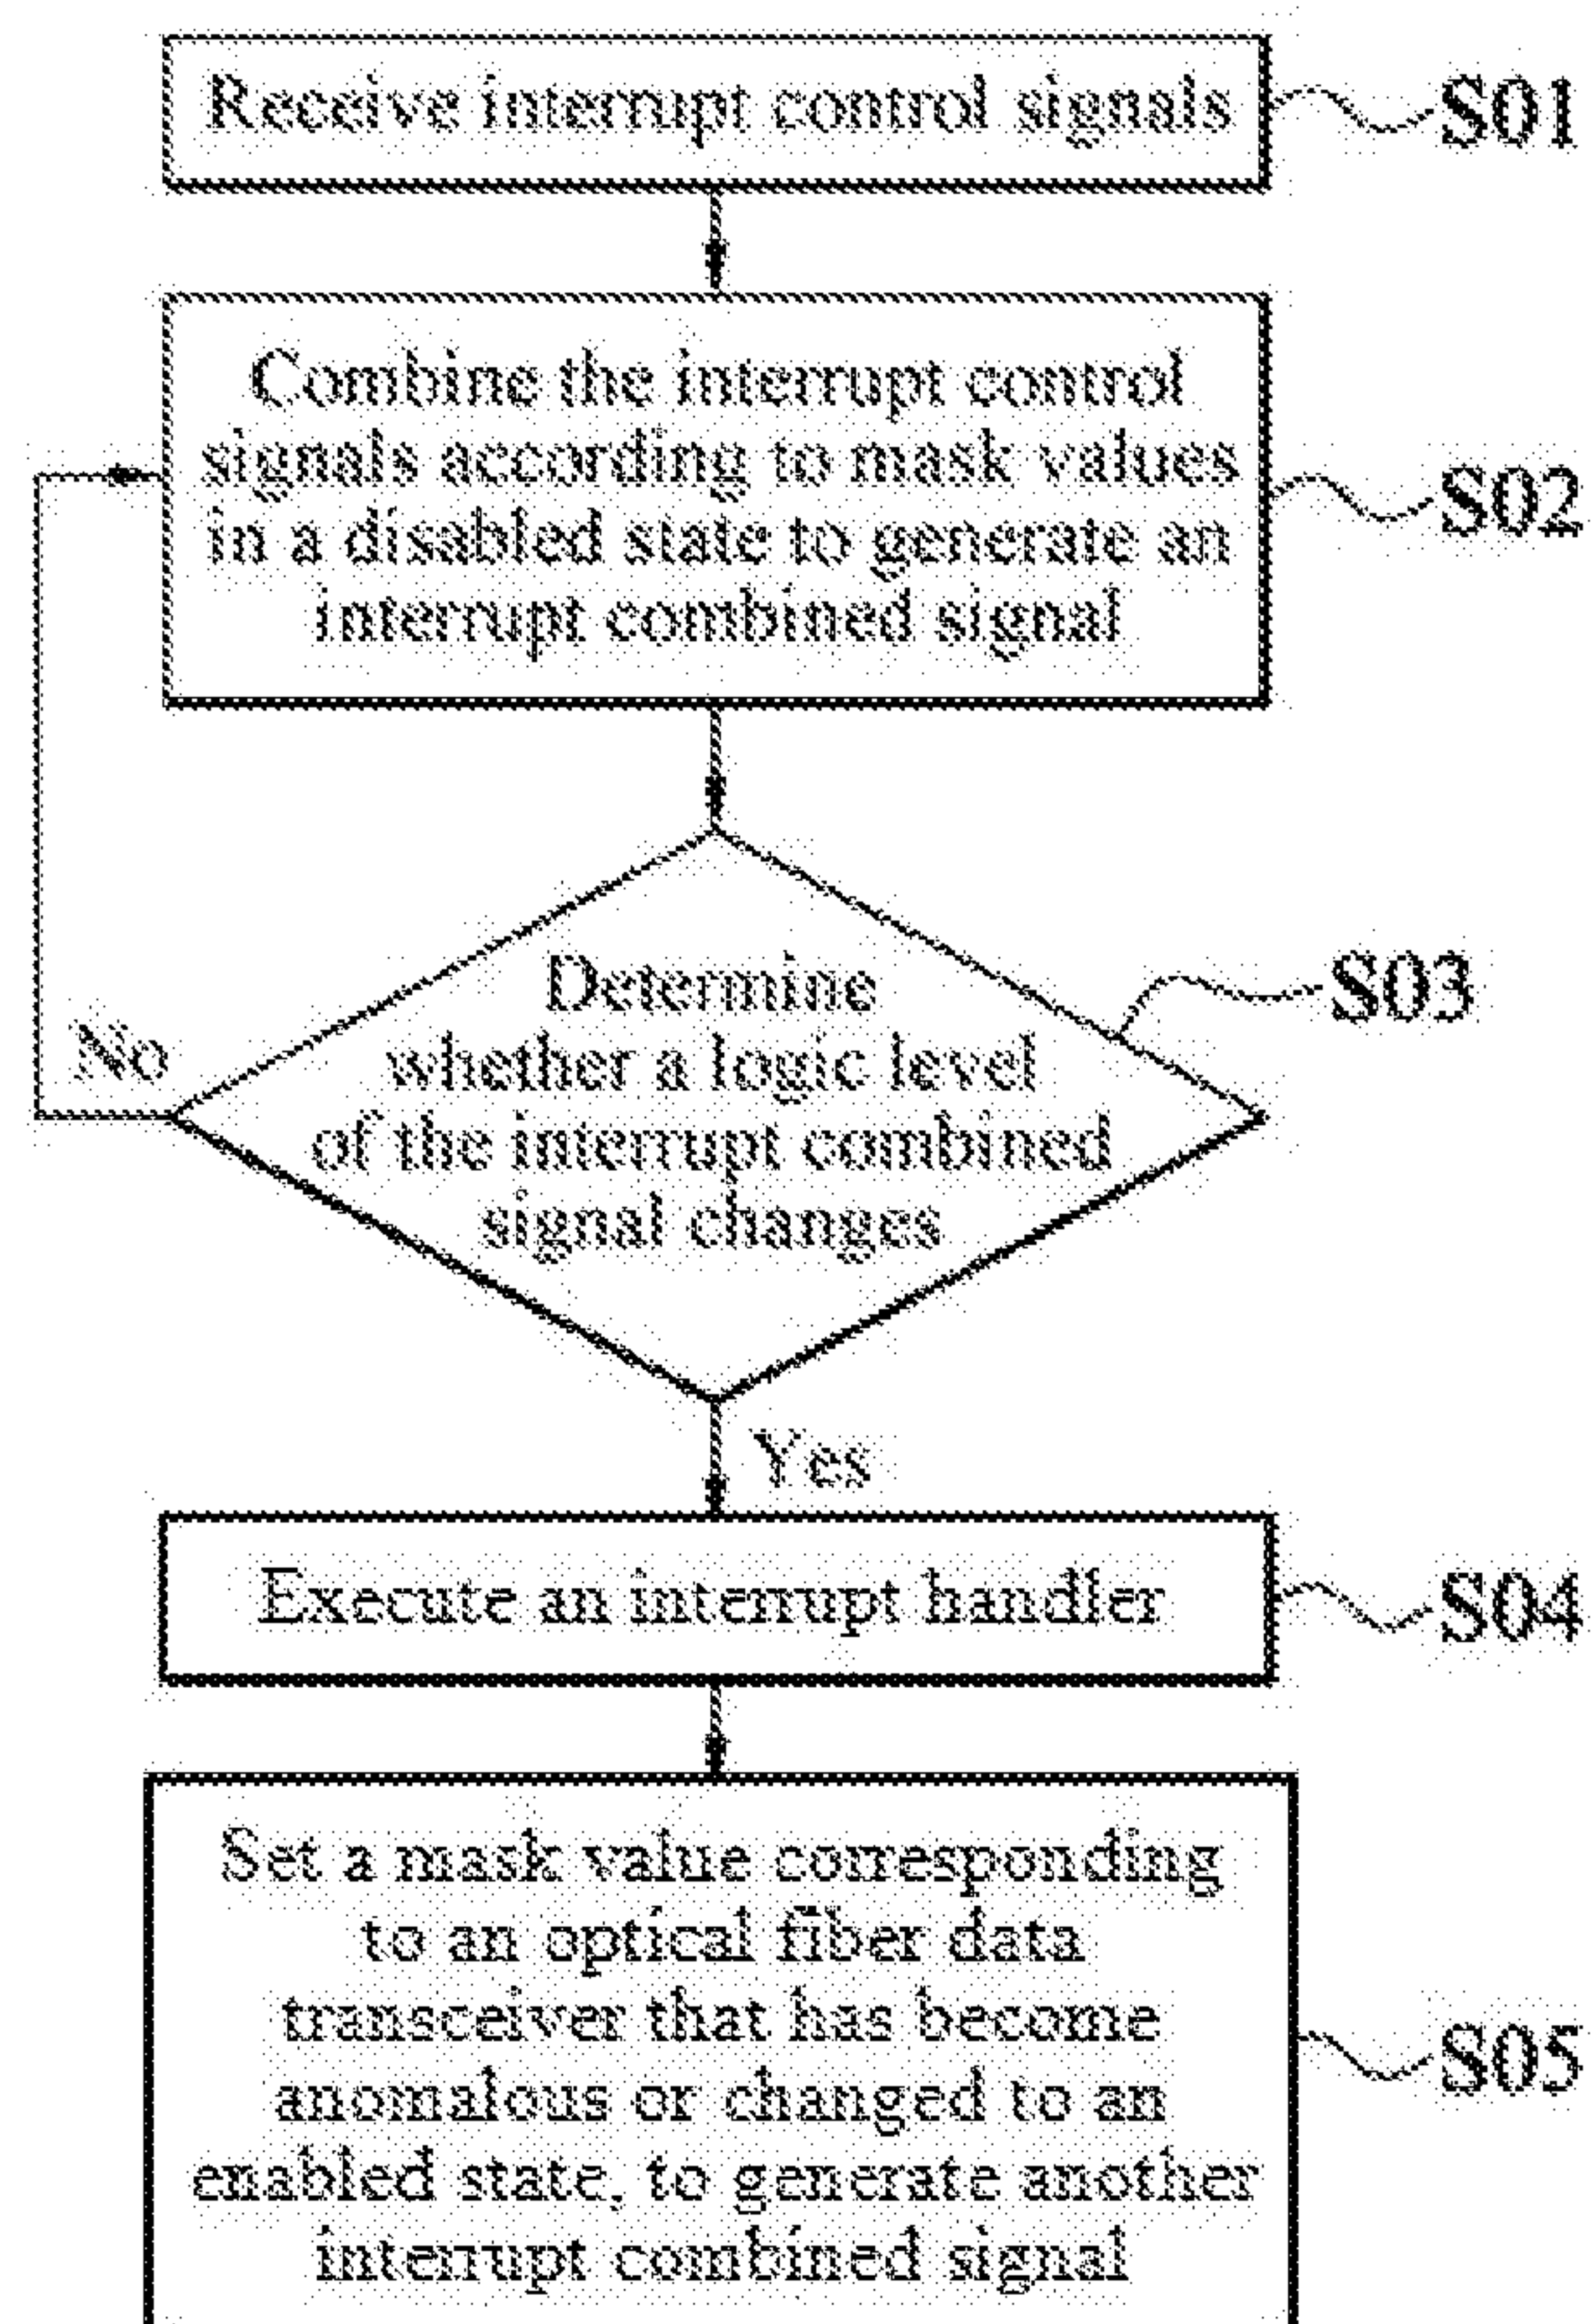 Receive interrupt control signals
S01
Combine the interrupt control
signals according to mask values
in a disabled state to generate an
interrupt combined signal
S02
Determine
whether a logic level
of the interrupt combined
signal changes
S03
No
Yes
Execute an interrupt handler
S04
Set a mask value corresponding
to an optical fiber data
transceiver that has become
anomalous or changed to an
enabled state, to generate another
interrupt combined signal
S05